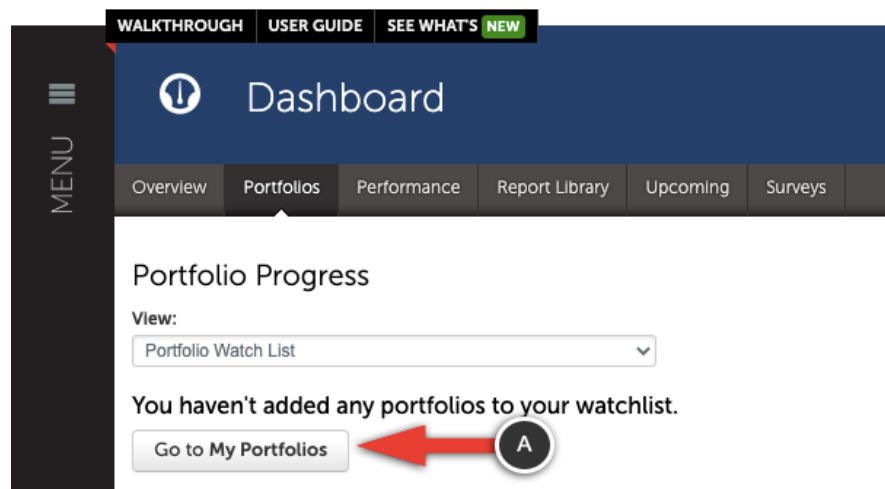 WALKTHROUGH USER GUIDE SEE WHAT'S NEW
Dashboard
MENU
Overview Portfolios Performance Report Library Upcoming Surveys
Portfolio Progress
View:
Portfolio Watch List
You haven't added any portfolios to your watchlist.
Go to My Portfolios
A